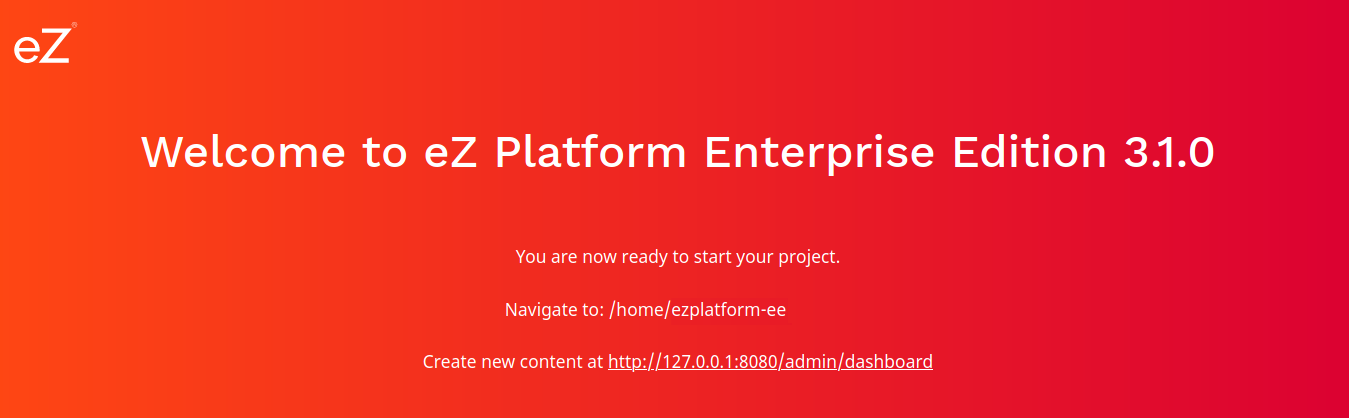 eZ®
Welcome to eZ Platform Enterprise Edition 3.1.0
You are now ready to start your project.
Navigate to: /home/ezplatform-ee
Create new content at http://127.0.0.1:8080/admin/dashboard